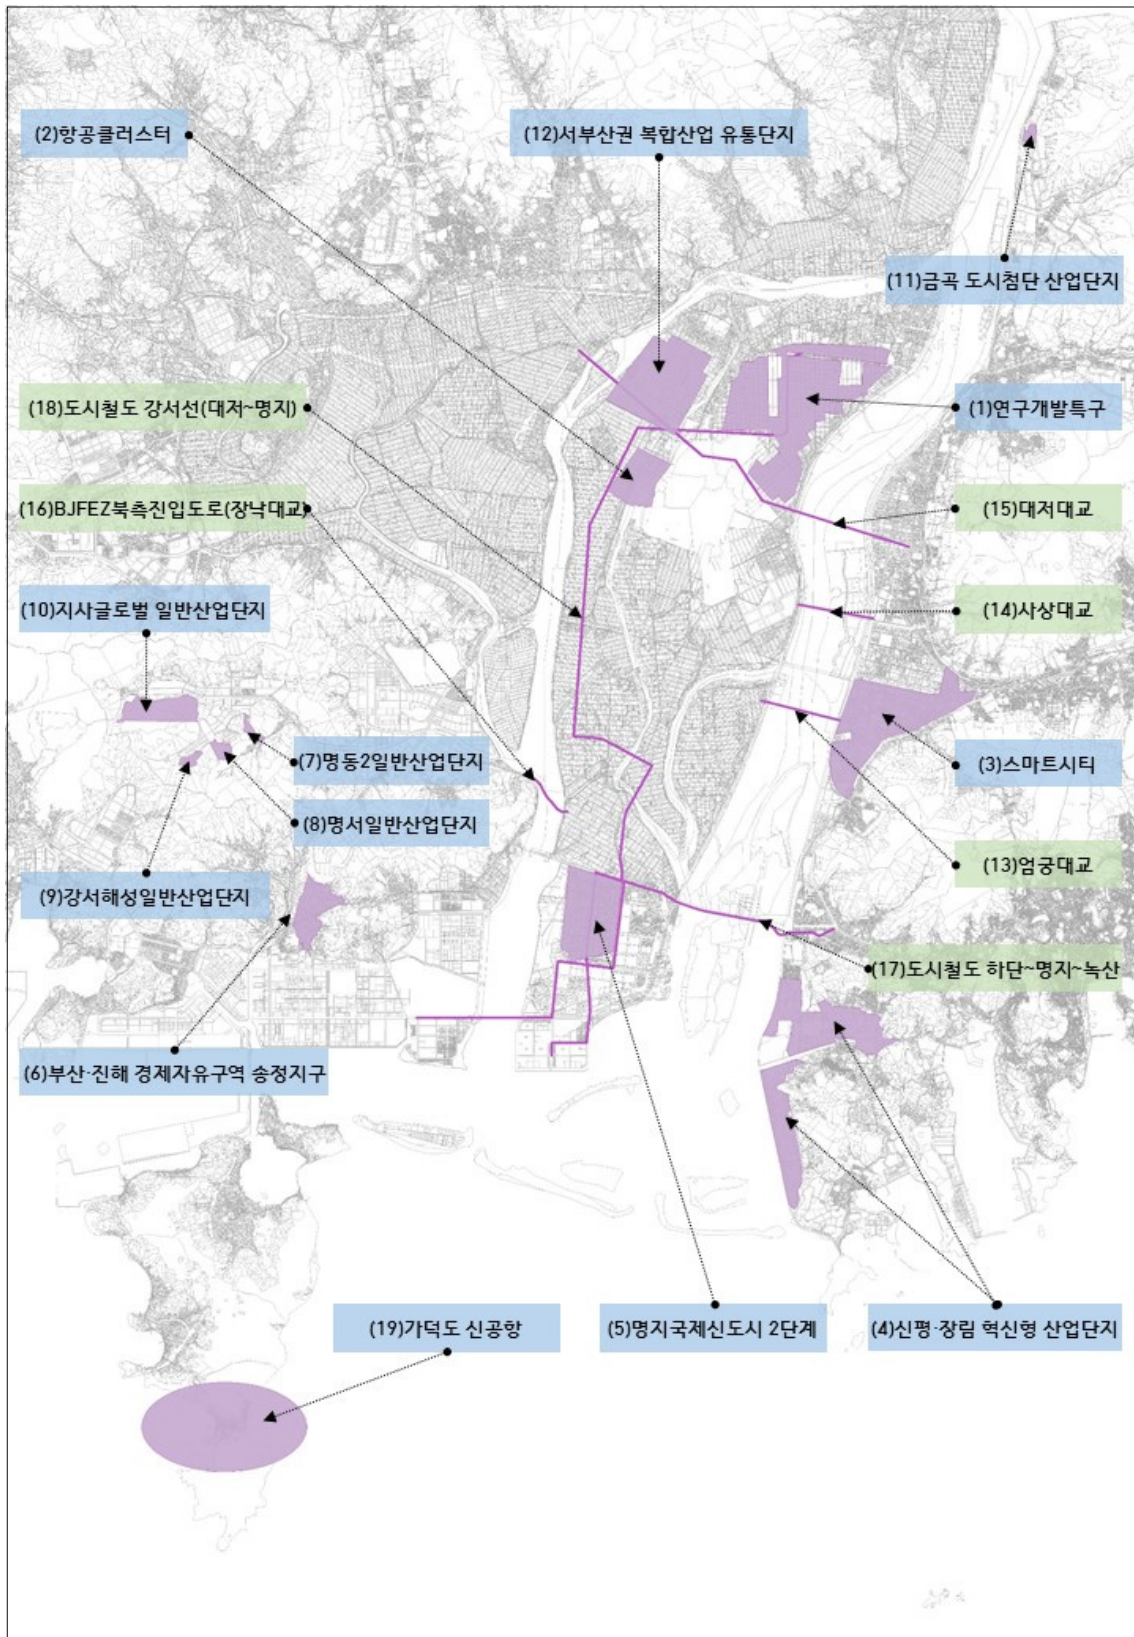 (2)항공클러스터
(12)서부산권 복합산업 유통단지
(11)금곡 도시첨단 산업단지
(18)도시철도 강서선(대저~명지)
(1)연구개발특구
(16)BJFEZ북측진입도로(장낙대교)
(15)대저대교
(10)지사글로벌 일반산업단지
(14)사상대교
(7)명동2일반산업단지
(3)스마트시티
(8)명서일반산업단지
(13)엄궁대교
(9)강서해성일반산업단지
(17)도시철도 하단~명지~녹산
(6)부산·진해 경제자유구역 송정지구
(19)가덕도 신공항
(5)명지국제신도시 2단계
(4)신평·장림 혁신형 산업단지